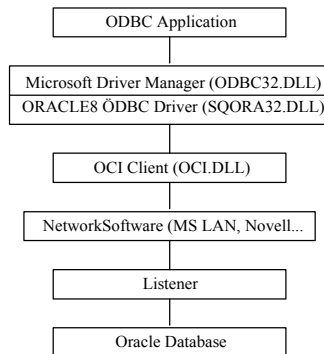 ODBC Application
Microsoft Driver Manager (ODBC32.DLL)
ORACLE8 ÖDBC Driver (SQORA32.DLL)
OCI Client (OCI.DLL)
NetworkSoftware (MS LAN, Novell...
Listener
Oracle Database